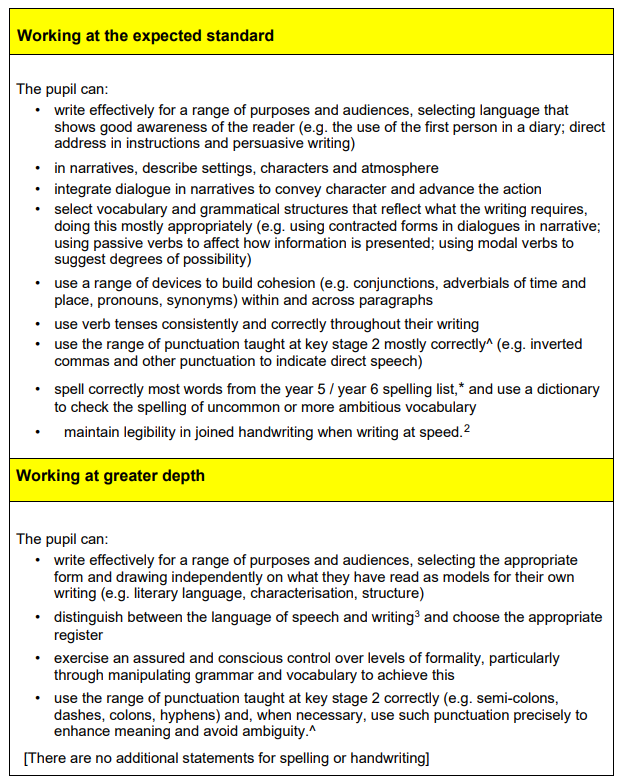 Working at the expected standard
The pupil can:
• write effectively for a range of purposes and audiences, selecting language that
shows good awareness of the reader (e.g. the use of the first person in a diary; direct
address in instructions and persuasive writing)
• in narratives, describe settings, characters and atmosphere
• integrate dialogue in narratives to convey character and advance the action
• select vocabulary and grammatical structures that reflect what the writing requires,
doing this mostly appropriately (e.g. using contracted forms in dialogues in narrative;
using passive verbs to affect how information is presented; using modal verbs to
suggest degrees of possibility)
• use a range of devices to build cohesion (e.g. conjunctions, adverbials of time and
place, pronouns, synonyms) within and across paragraphs
• use verb tenses consistently and correctly throughout their writing
• use the range of punctuation taught at key stage 2 mostly correctly^ (e.g. inverted
commas and other punctuation to indicate direct speech)
• spell correctly most words from the year 5 / year 6 spelling list,* and use a dictionary
to check the spelling of uncommon or more ambitious vocabulary
• maintain legibility in joined handwriting when writing at speed.²
Working at greater depth
The pupil can:
• write effectively for a range of purposes and audiences, selecting the appropriate
form and drawing independently on what they have read as models for their own
writing (e.g. literary language, characterisation, structure)
• distinguish between the language of speech and writing³ and choose the appropriate
register
• exercise an assured and conscious control over levels of formality, particularly
through manipulating grammar and vocabulary to achieve this
• use the range of punctuation taught at key stage 2 correctly (e.g. semi-colons,
dashes, colons, hyphens) and, when necessary, use such punctuation precisely to
enhance meaning and avoid ambiguity.^
[There are no additional statements for spelling or handwriting]